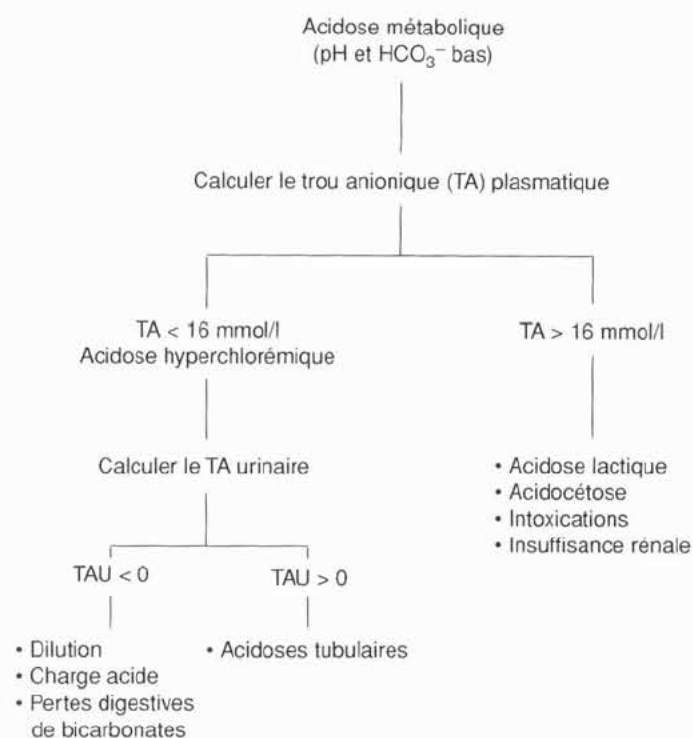 Acidose métabolique
(pH et HCO₃⁻ bas)
Calculer le trou anionique (TA) plasmatique
TA < 16 mmol/l
Acidose hyperchlorémique
TA > 16 mmol/l
Calculer le TA urinaire
• Acidose lactique
• Acidocétose
• Intoxications
• Insuffisance rénale
TAU < 0
TAU > 0
• Dilution
• Charge acide
• Pertes digestives
de bicarbonates
• Acidoses tubulaires